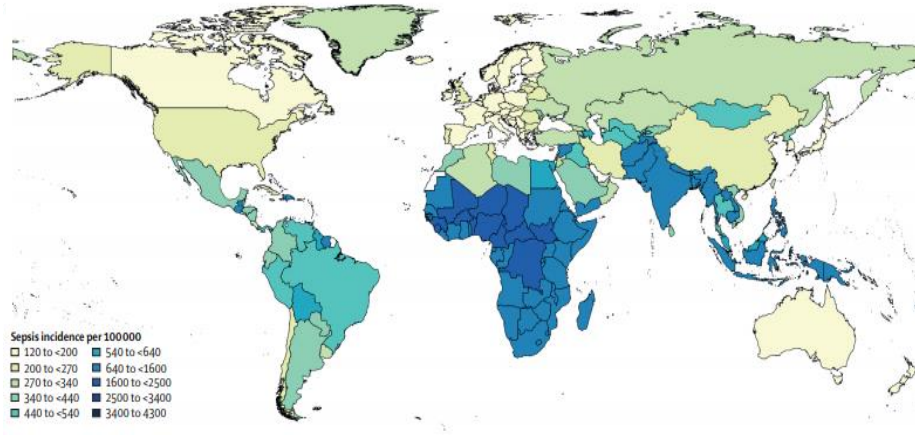 Sepsis incidence per 100 000
120 to <200
200 to <270
270 to <340
340 to <440
440 to <540
540 to <640
640 to <1600
1600 to <2500
2500 to <3400
3400 to 4300